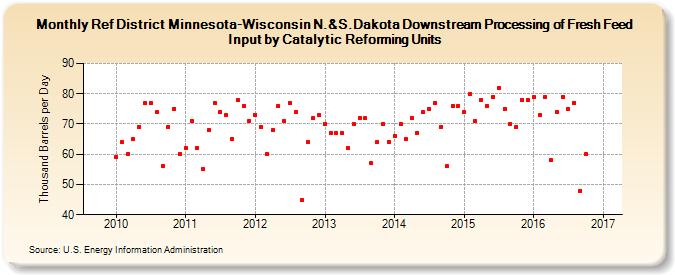 Monthly Ref District Minnesota-Wisconsin N.&S. Dakota Downstream Processing of Fresh Feed
Input by Catalytic Reforming Units
Thousand Barrels per Day
90
80
70
60
50
40
2010 2011 2012 2013 2014 2015 2016 2017
Source: U.S. Energy Information Administration